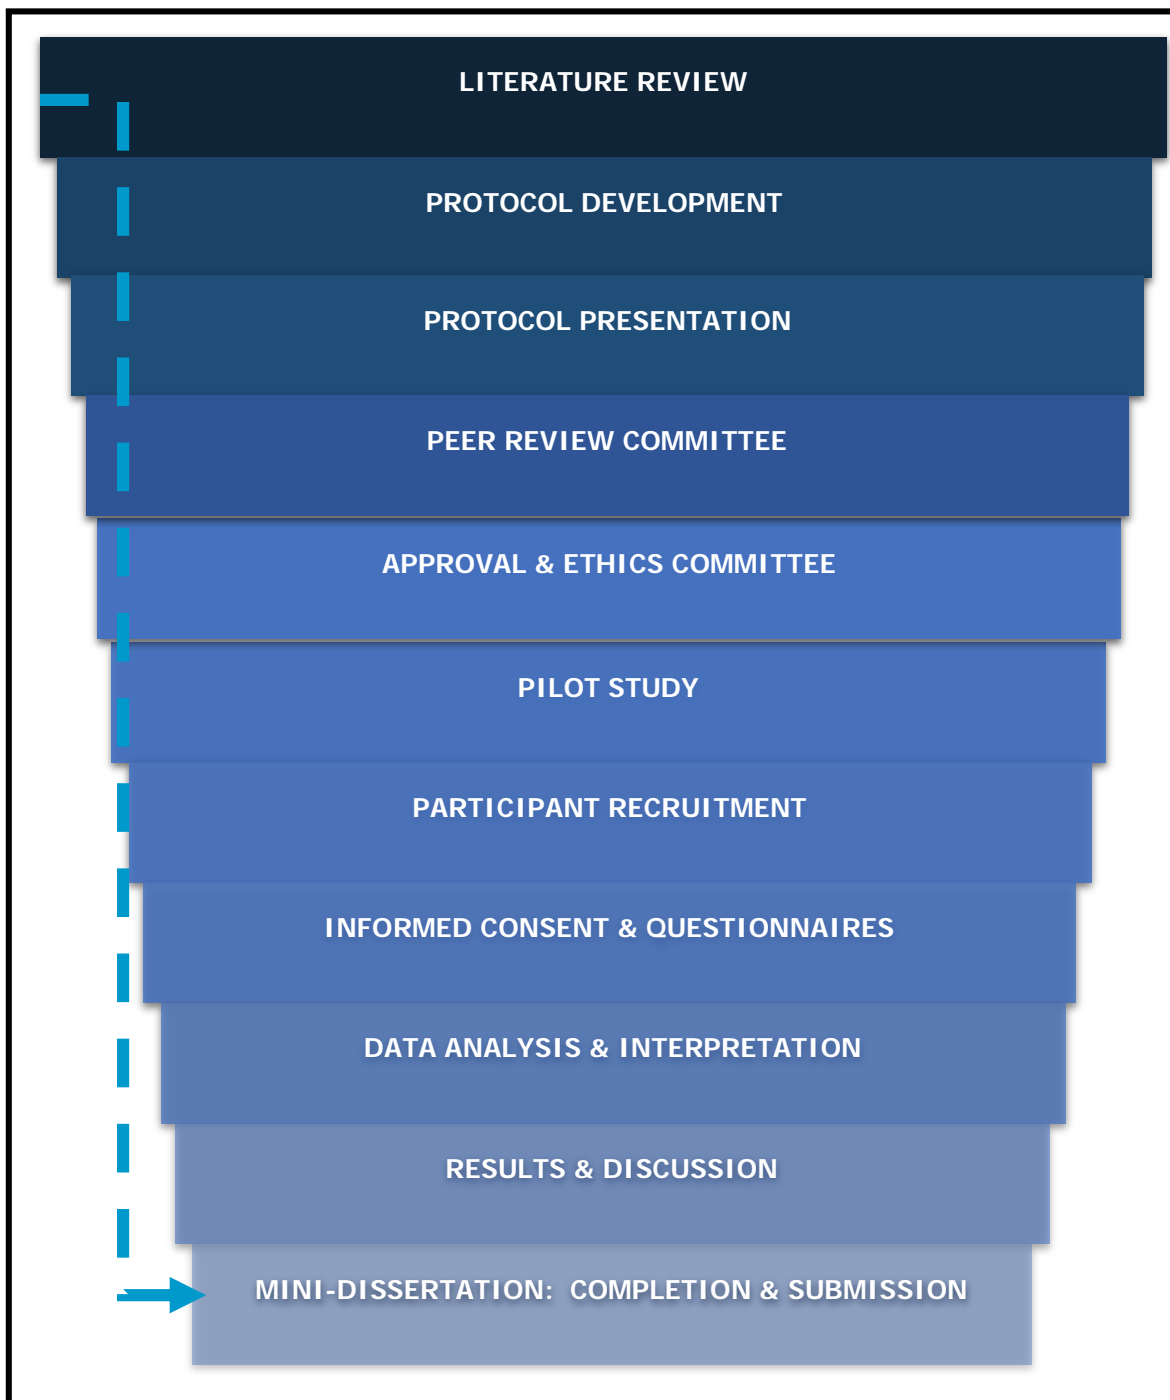 LITERATURE REVIEW
PROTOCOL DEVELOPMENT
PROTOCOL PRESENTATION
PEER REVIEW COMMITTEE
APPROVAL & ETHICS COMMITTEE
PILOT STUDY
PARTICIPANT RECRUITMENT
INFORMED CONSENT & QUESTIONNAIRES
DATA ANALYSIS & INTERPRETATION
RESULTS & DISCUSSION
MINI-DISSERTATION:  COMPLETION & SUBMISSION